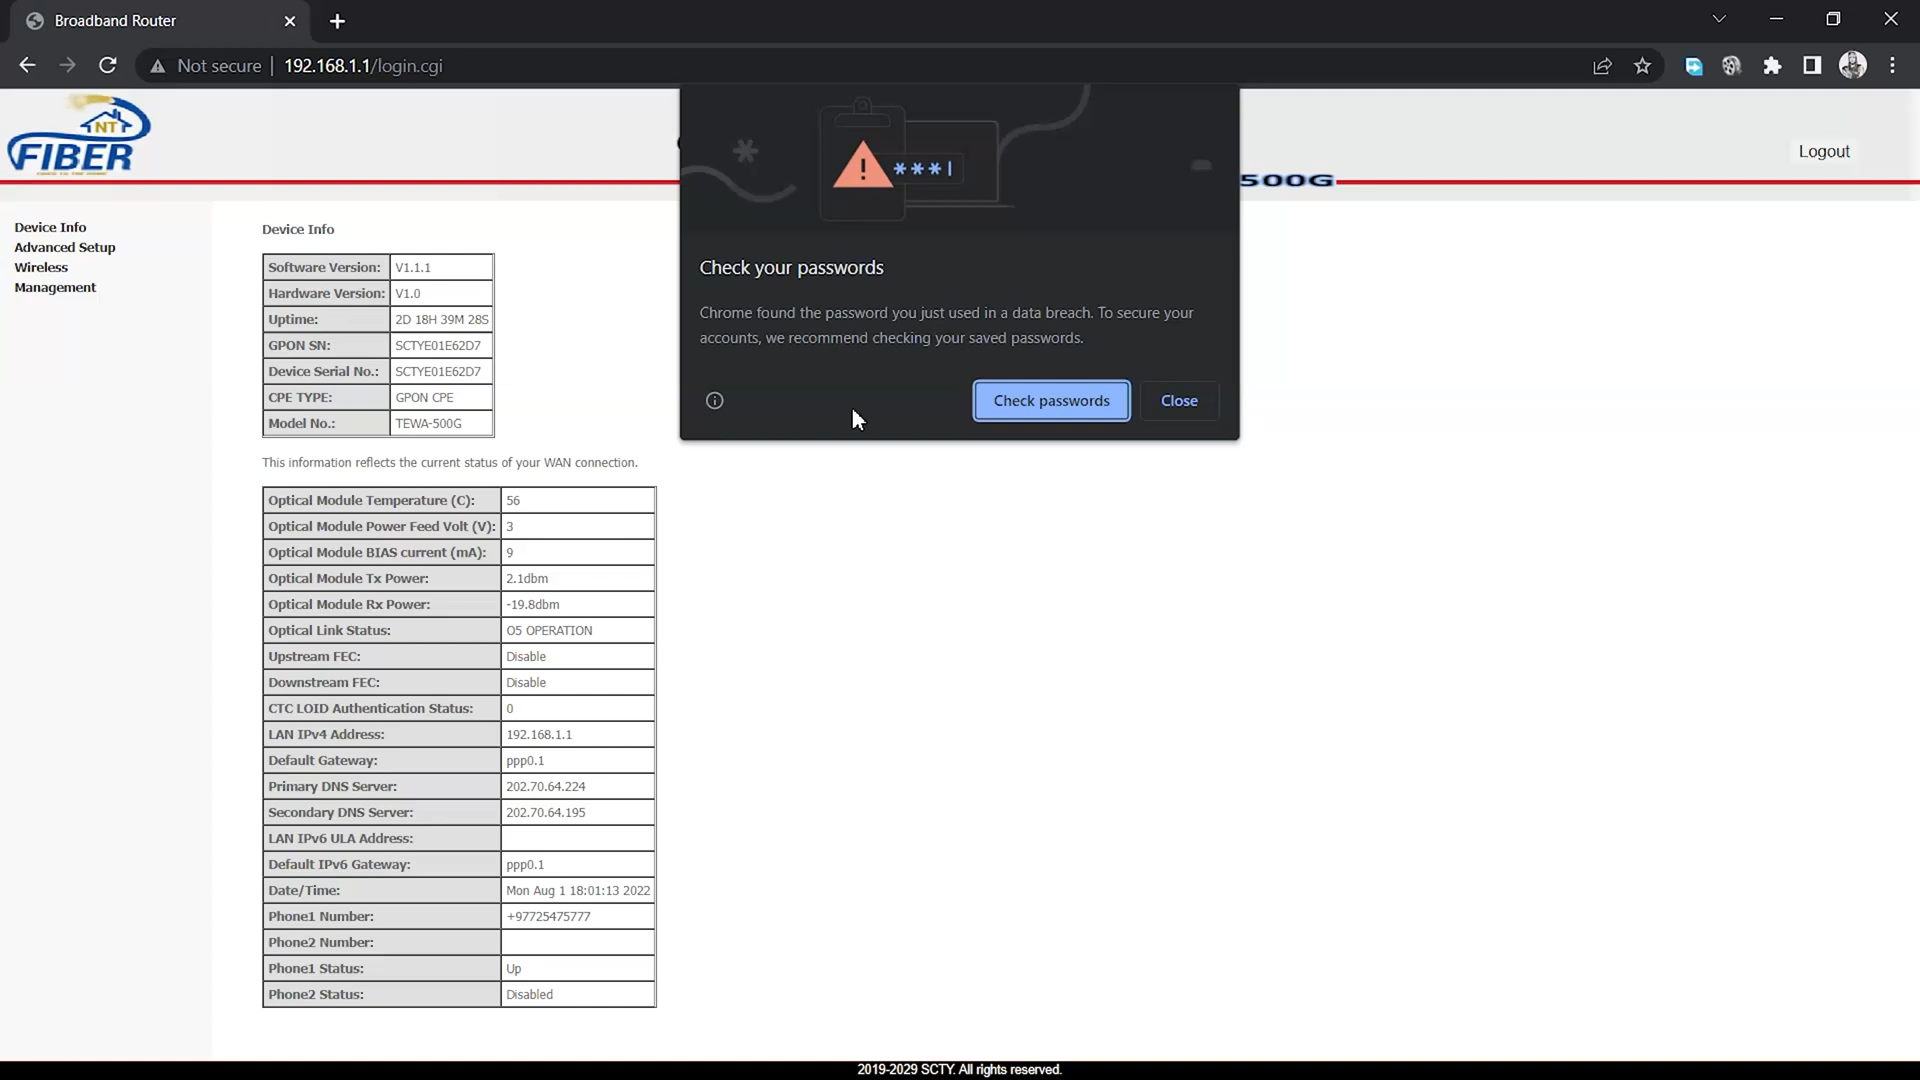 Broadband Router
Not secure
192.168.1.1/login.cgi
NT
FIBER
500G
Logout
Device Info
Advanced Setup
Wireless
Management
Device Info
Software Version: V1.1.1
Hardware Version: V1.0
Uptime: 2D 18H 39M 28S
GPON SN: SCTYE01E62D7
Device Serial No.: SCTYE01E62D7
CPE TYPE: GPON CPE
Model No.: TEWA-500G
This information reflects the current status of your WAN connection.
Optical Module Temperature (C): 56
Optical Module Power Feed Volt (V): 3
Optical Module BIAS current (mA): 9
Optical Module Tx Power: 2.1dbm
Optical Module Rx Power: -19.8dbm
Optical Link Status: O5 OPERATION
Upstream FEC: Disable
Downstream FEC: Disable
CTC LOID Authentication Status: 0
LAN IPv4 Address: 192.168.1.1
Default Gateway: ppp0.1
Primary DNS Server: 202.70.64.224
Secondary DNS Server: 202.70.64.195
LAN IPv6 ULA Address:
Default IPv6 Gateway: ppp0.1
Date/Time: Mon Aug 1 18:01:13 2022
Phone1 Number: +97725475777
Phone2 Number:
Phone1 Status: Up
Phone2 Status: Disabled
***
Check your passwords
Chrome found the password you just used in a data breach. To secure your
accounts, we recommend checking your saved passwords.
Check passwords
Close
2019-2029 SCTY. All rights reserved.